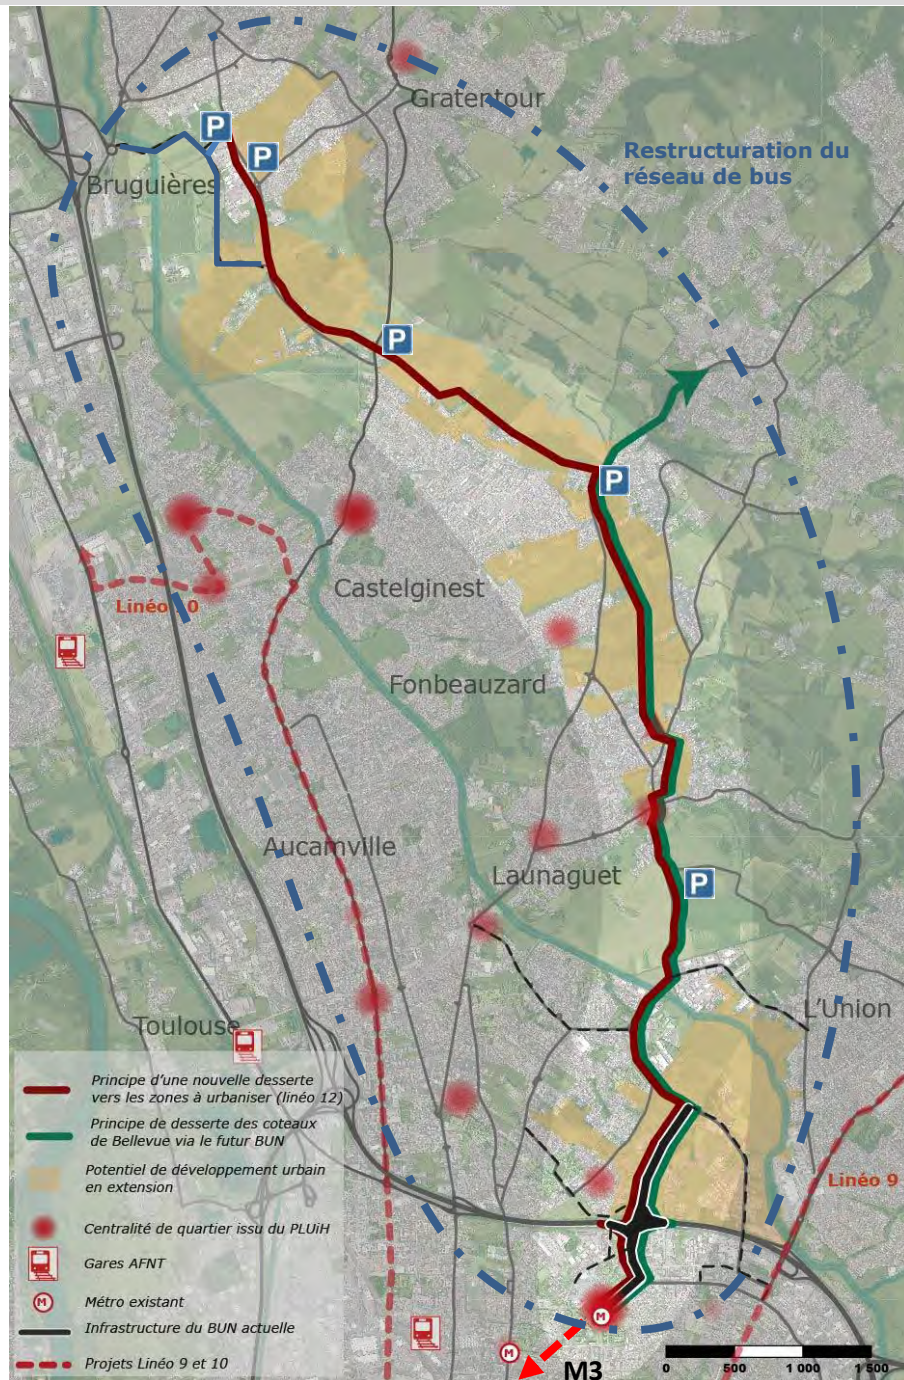 Gratentour
P
P
Restructuration du
réseau de bus
Bruguières
P
P
Castelginest
Linéo 10
Fonbeauzard
Aucamville
Launaguet
P
L'Union
Toulouse
Principe d'une nouvelle desserte
vers les zones à urbaniser (linéo 12)
Principe de desserte des coteaux
de Bellevue via le futur BUN
Potentiel de développement urbain
en extension
Linéo 9
Centralité de quartier issu du PLUiH
Gares AFNT
M
Métro existant
Infrastructure du BUN actuelle
Projets Linéo 9 et 10
M
M
M3
0 500 1 000 1 500